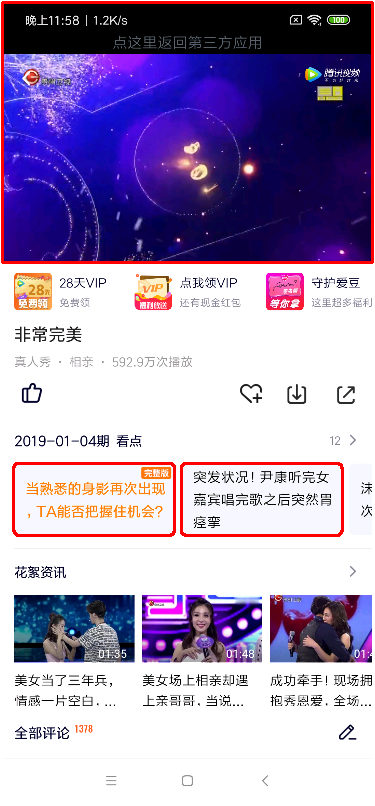 晚上11:58 | 1.2K/s
100
点这里返回第三方应用
腾讯视频
28天VIP
免费领
点我领VIP
还有现金红包
守护爱豆
这里超多福利
28天
免费领
VIP
福利放送
等你拿
非常完美
真人秀 · 相亲 · 592.9万次播放
2019-01-04期 看点
12
完整版
当熟悉的身影再次出现
，TA能否把握住机会?
突发状况! 尹康听完女
嘉宾唱完歌之后突然胃
痉挛
沫
次
花絮资讯
01:35
01:48
美女当了三年兵，
情感一片空白，...
美女场上相亲却遇
上亲哥哥，当说...
成功牵手! 现场拥
抱秀恩爱，全场...
全部评论 1378